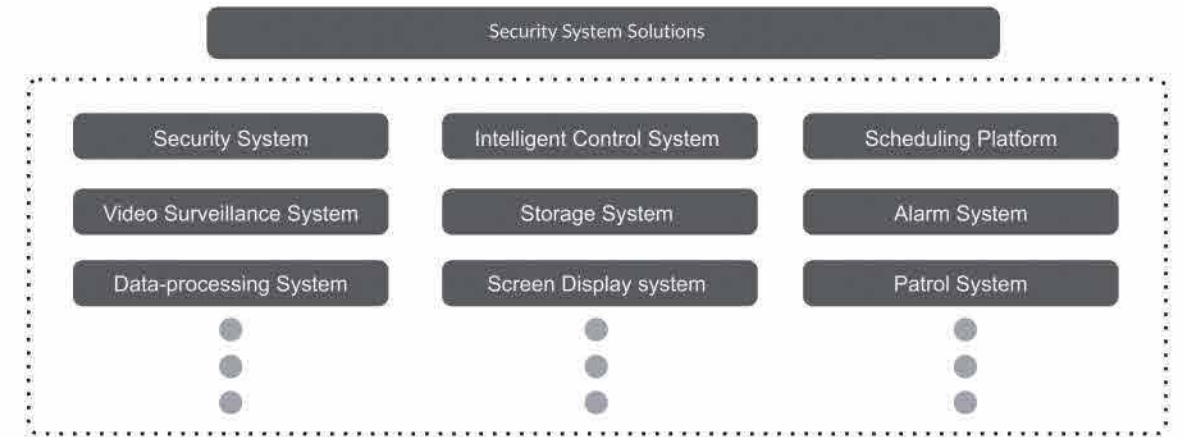 Security System Solutions
Security System
Intelligent Control System
Scheduling Platform
Video Surveillance System
Storage System
Alarm System
Data-processing System
Screen Display system
Patrol System